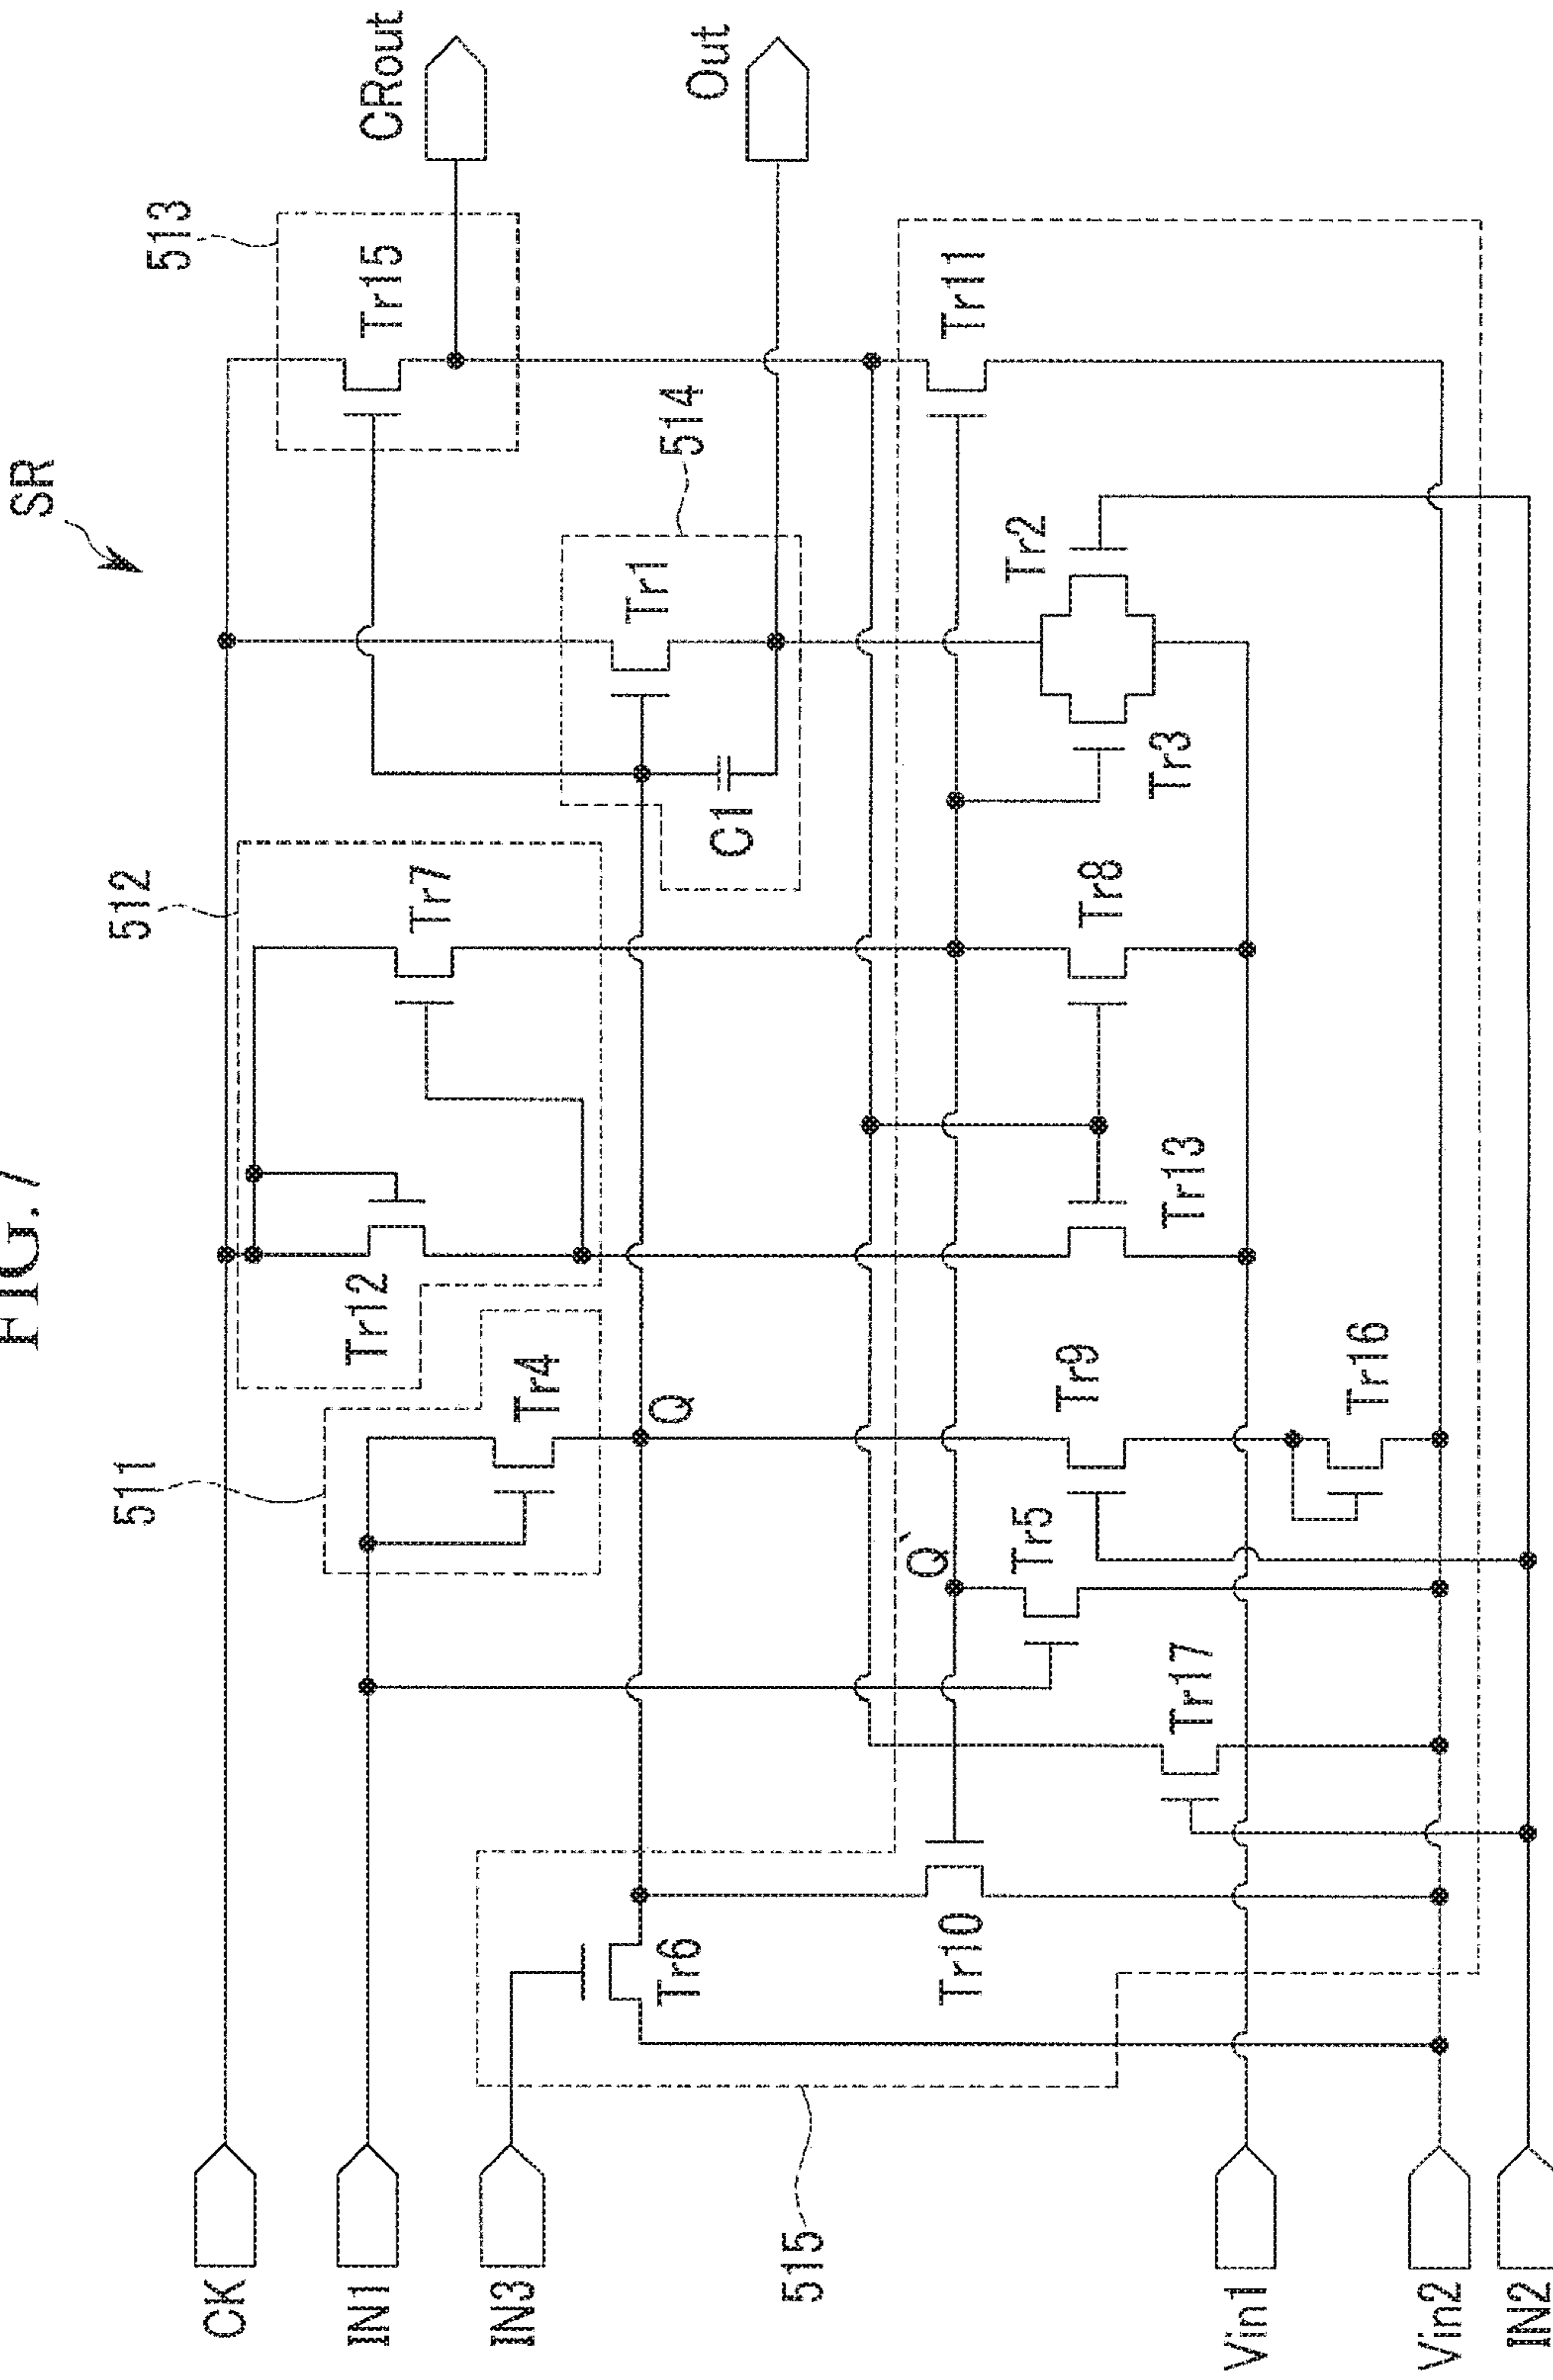 FIG. 7
SR
CK
IN1
IN3
Vin1
Vin2
IN2
CRout
Out
511
512
513
514
515
Tr4
Tr12
Tr7
Tr15
Tr1
C1
Q
Q`
Tr6
Tr10
Tr17
Tr5
Tr9
Tr16
Tr13
Tr8
Tr3
Tr2
Tr11